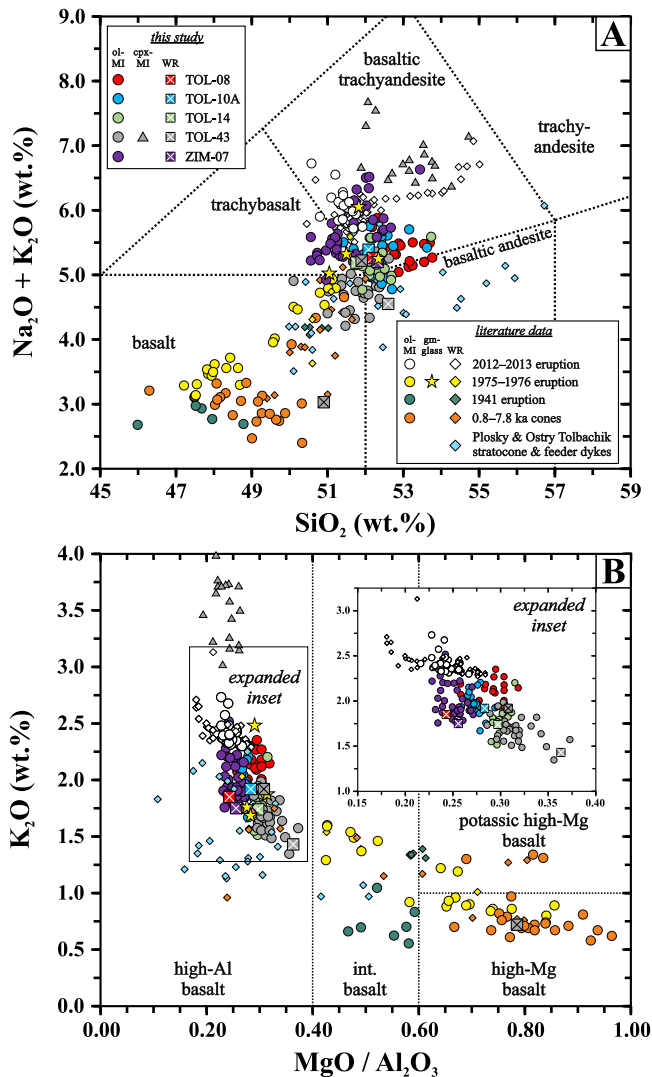 A
this study
ol-MI cpx-MI WR
TOL-08
TOL-10A
TOL-14
TOL-43
ZIM-07
basaltic
trachyandesite
trachy-
andesite
trachybasalt
basaltic andesite
basalt
literature data
ol-MI gm-glass WR
2012–2013 eruption
1975–1976 eruption
1941 eruption
0.8–7.8 ka cones
Plosky & Ostry Tolbachik
stratocone & feeder dykes
Na₂O + K₂O (wt.%)
9.0
8.0
7.0
6.0
5.0
4.0
3.0
2.0
45 47 49 51 53 55 57 59
SiO₂ (wt.%)
B
K₂O (wt.%)
4.0
3.5
3.0
2.5
2.0
1.5
1.0
0.5
0.0
expanded
inset
expanded
inset
3.0
2.5
2.0
1.5
1.0
0.15 0.20 0.25 0.30 0.35 0.40
potassic high-Mg
basalt
high-Al
basalt
int.
basalt
high-Mg
basalt
0.00 0.20 0.40 0.60 0.80 1.00
MgO / Al₂O₃